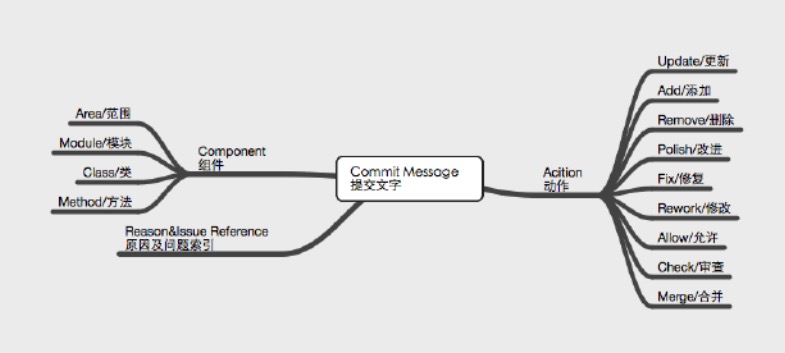 Area/范围
Module/模块
Class/类
Method/方法
Component
组件
Reason&Issue Reference
原因及问题索引
Commit Message
提交文字
Acition
动作
Update/更新
Add/添加
Remove/删除
Polish/改进
Fix/修复
Rework/修改
Allow/允许
Check/审查
Merge/合并